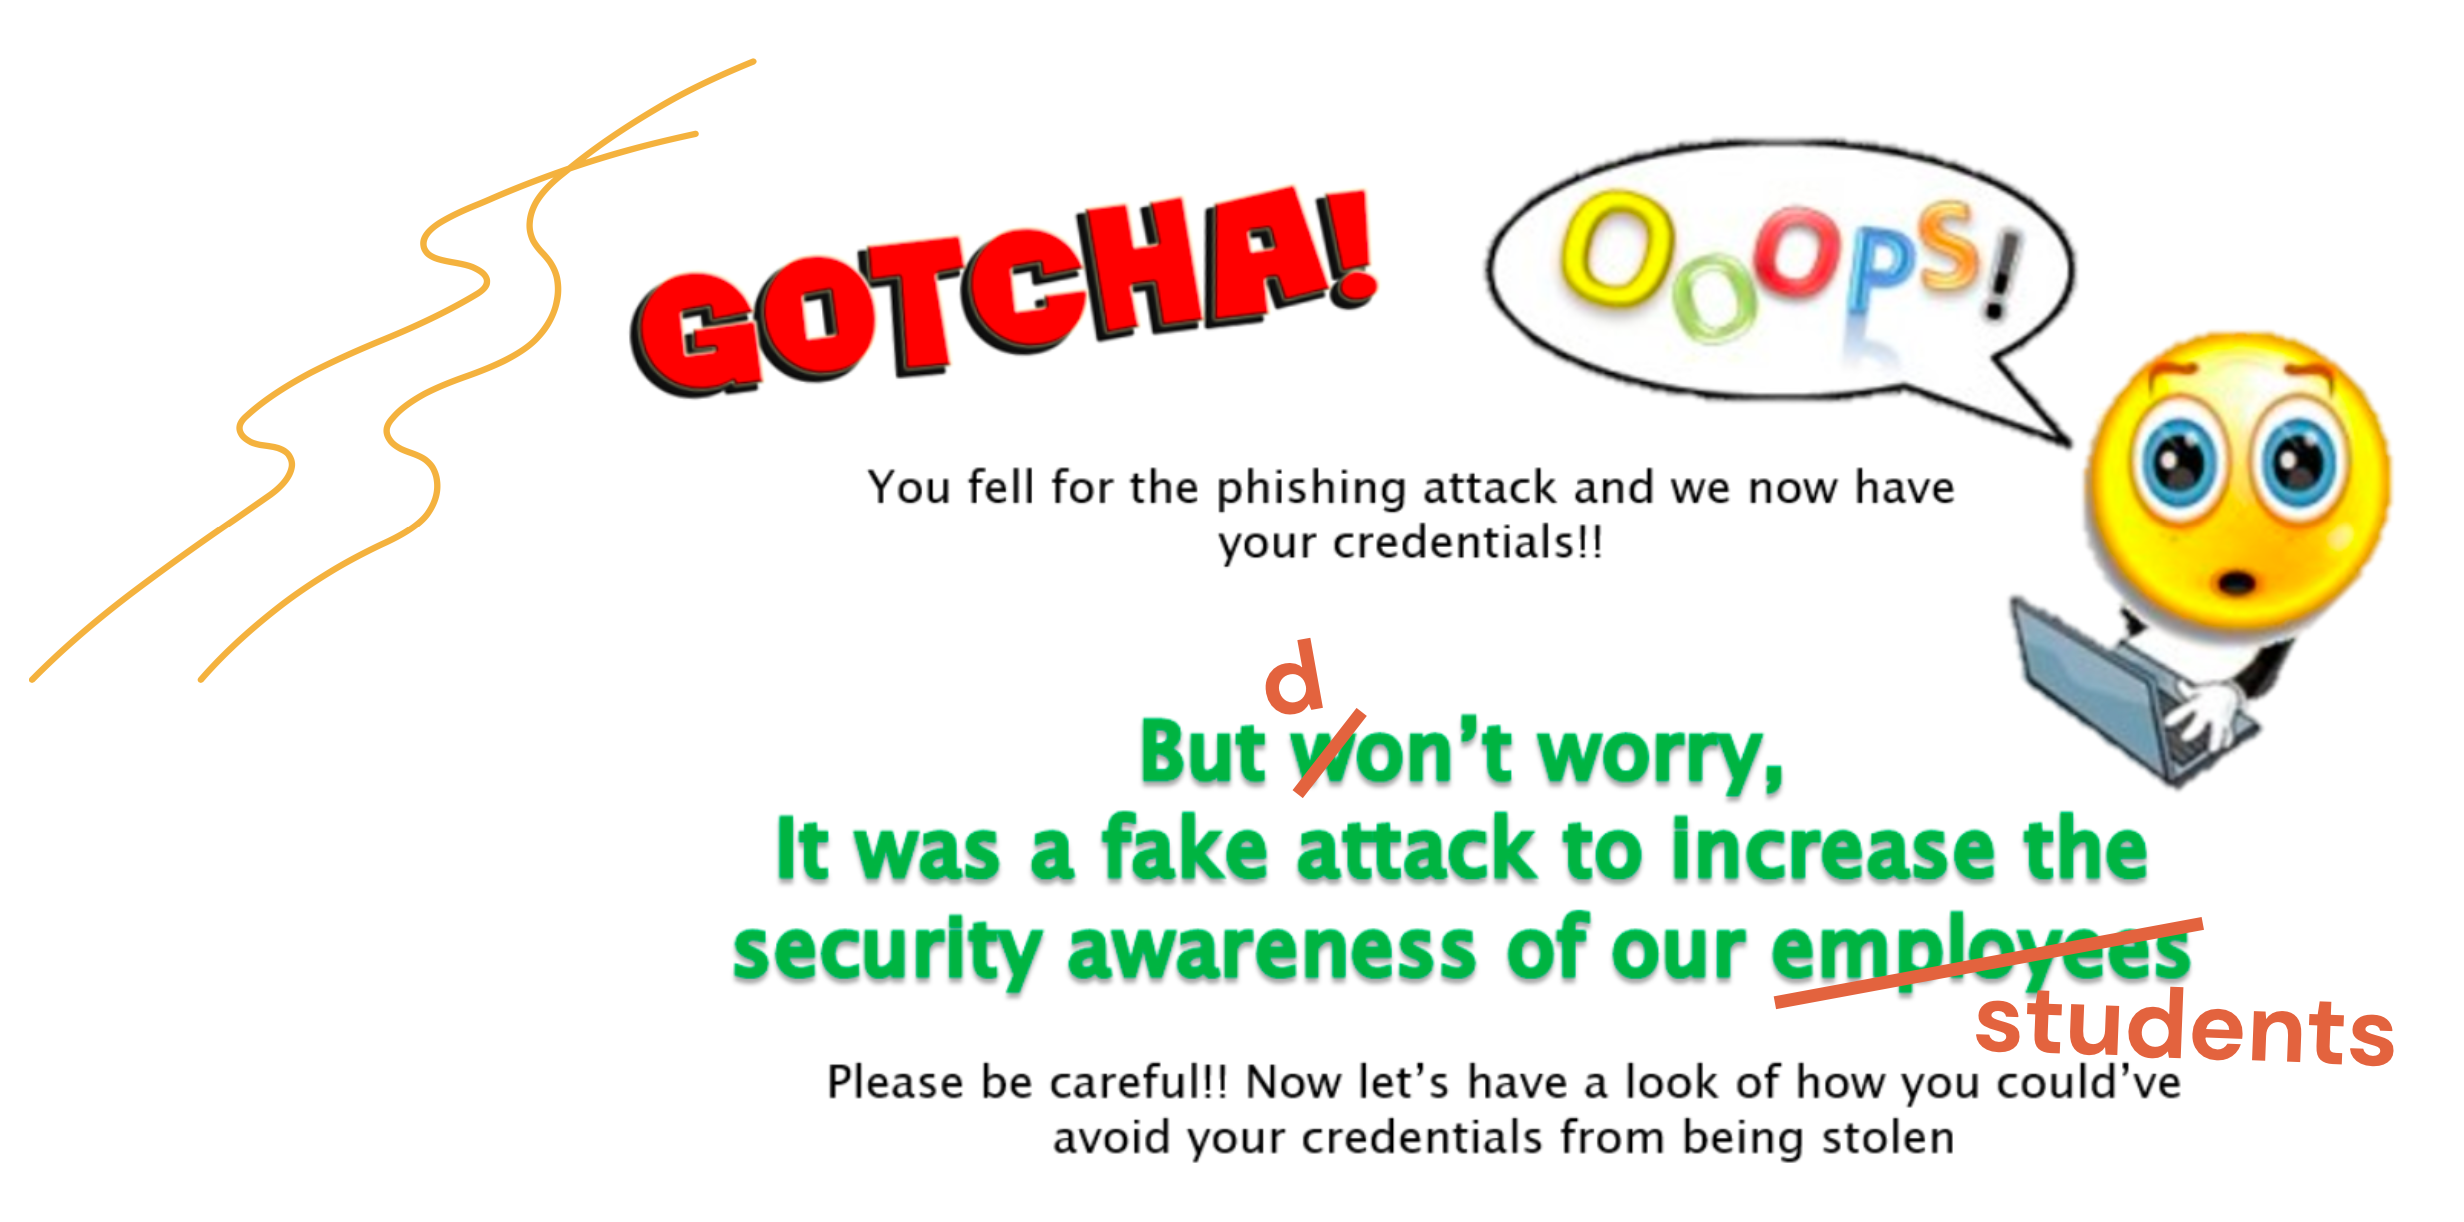 GOTCHA!
OOOPS!
You fell for the phishing attack and we now have
your credentials!!
d
But won't worry,
It was a fake attack to increase the
security awareness of our employees
students
Please be careful!! Now let's have a look of how you could've
avoid your credentials from being stolen